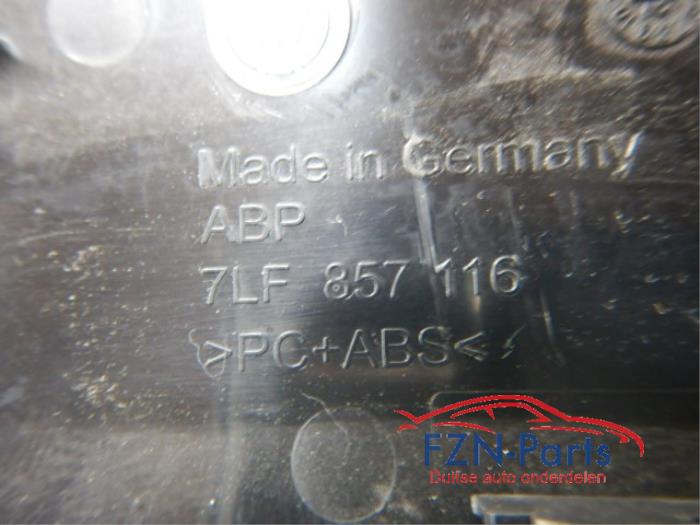 Made in Germany
ABP
7LF 857 116
>PC+ABS<
FZN-Parts
Duitse auto onderdelen